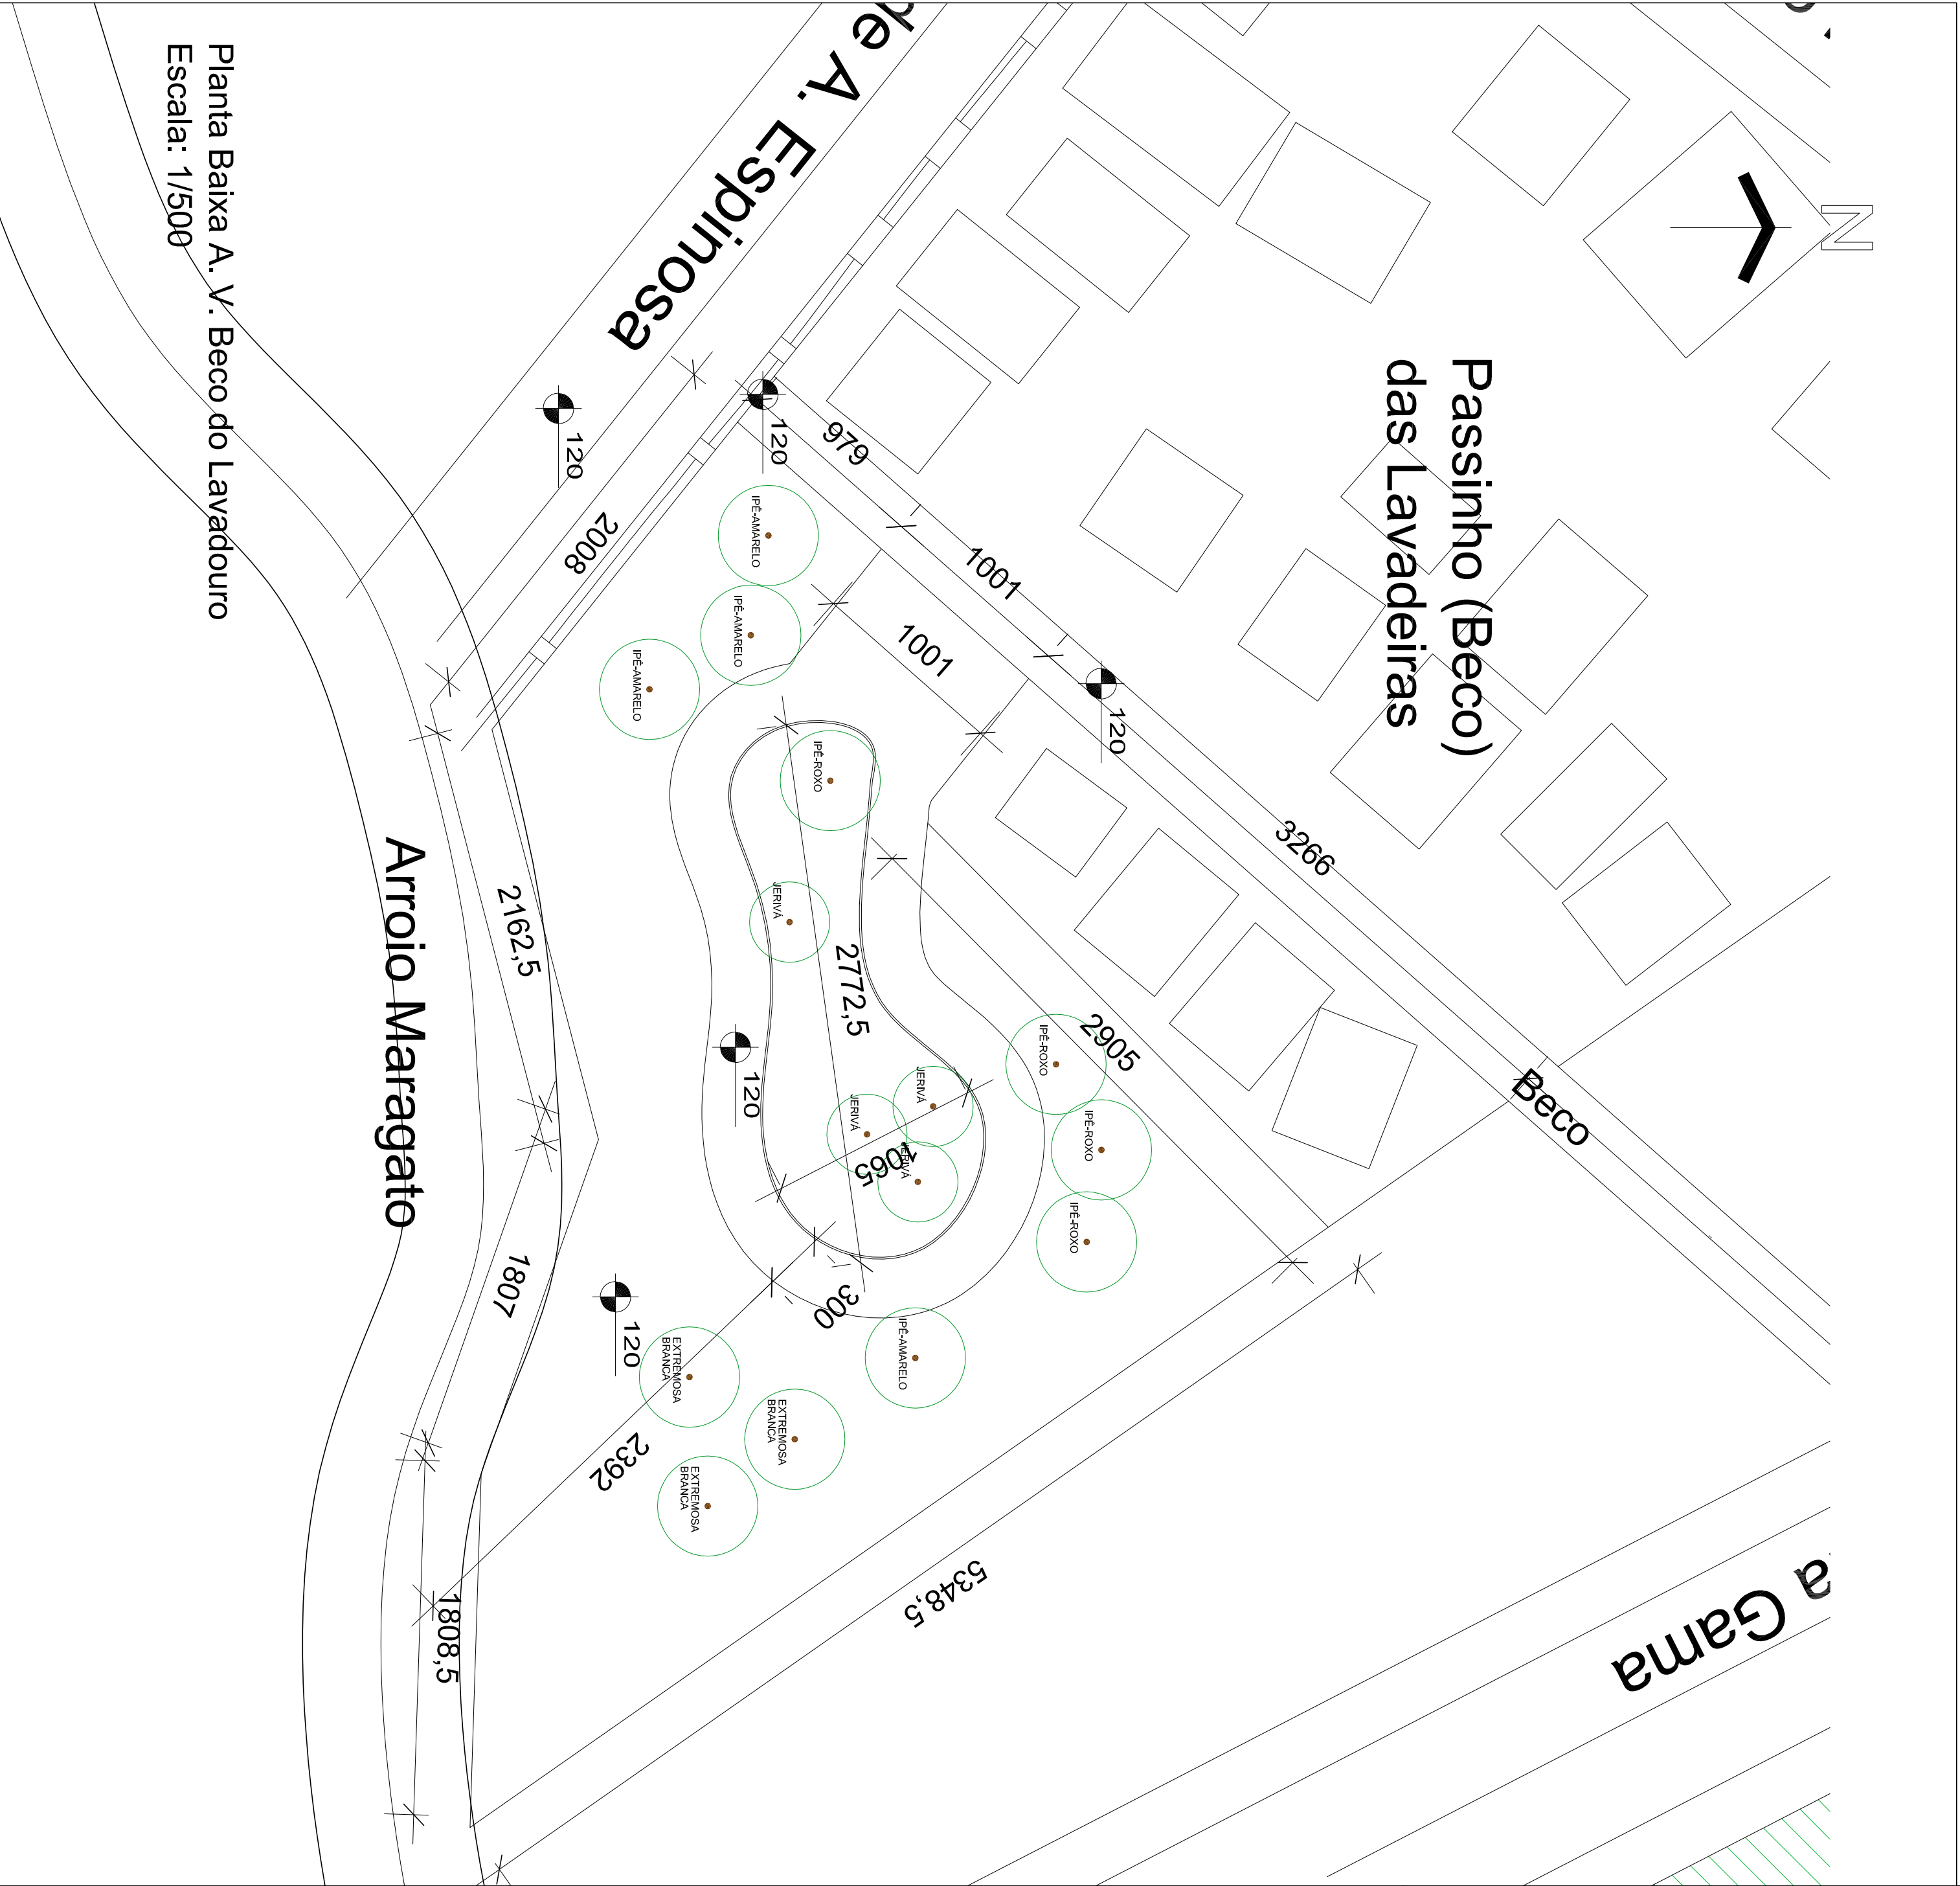 Planta Baixa A. V. Beco do Lavadouro
Escala: 1/500
N
Passinho (Beco)
das Lavadeiras
de A. Espinosa
a Gama
Beco
Arroio Maragato
120
120
120
120
120
979
1001
1001
3266
2008
2162,5
2772,5
2905
1065
300
1807
2392
1808,5
5348,5
IPÊ-AMARELO
IPÊ-AMARELO
IPÊ-AMARELO
IPÊ-ROXO
JERIVÁ
IPÊ-ROXO
JERIVÁ
JERIVÁ
JERIVÁ
IPÊ-ROXO
IPÊ-ROXO
IPÊ-AMARELO
EXTREMOSA
BRANCA
EXTREMOSA
BRANCA
EXTREMOSA
BRANCA